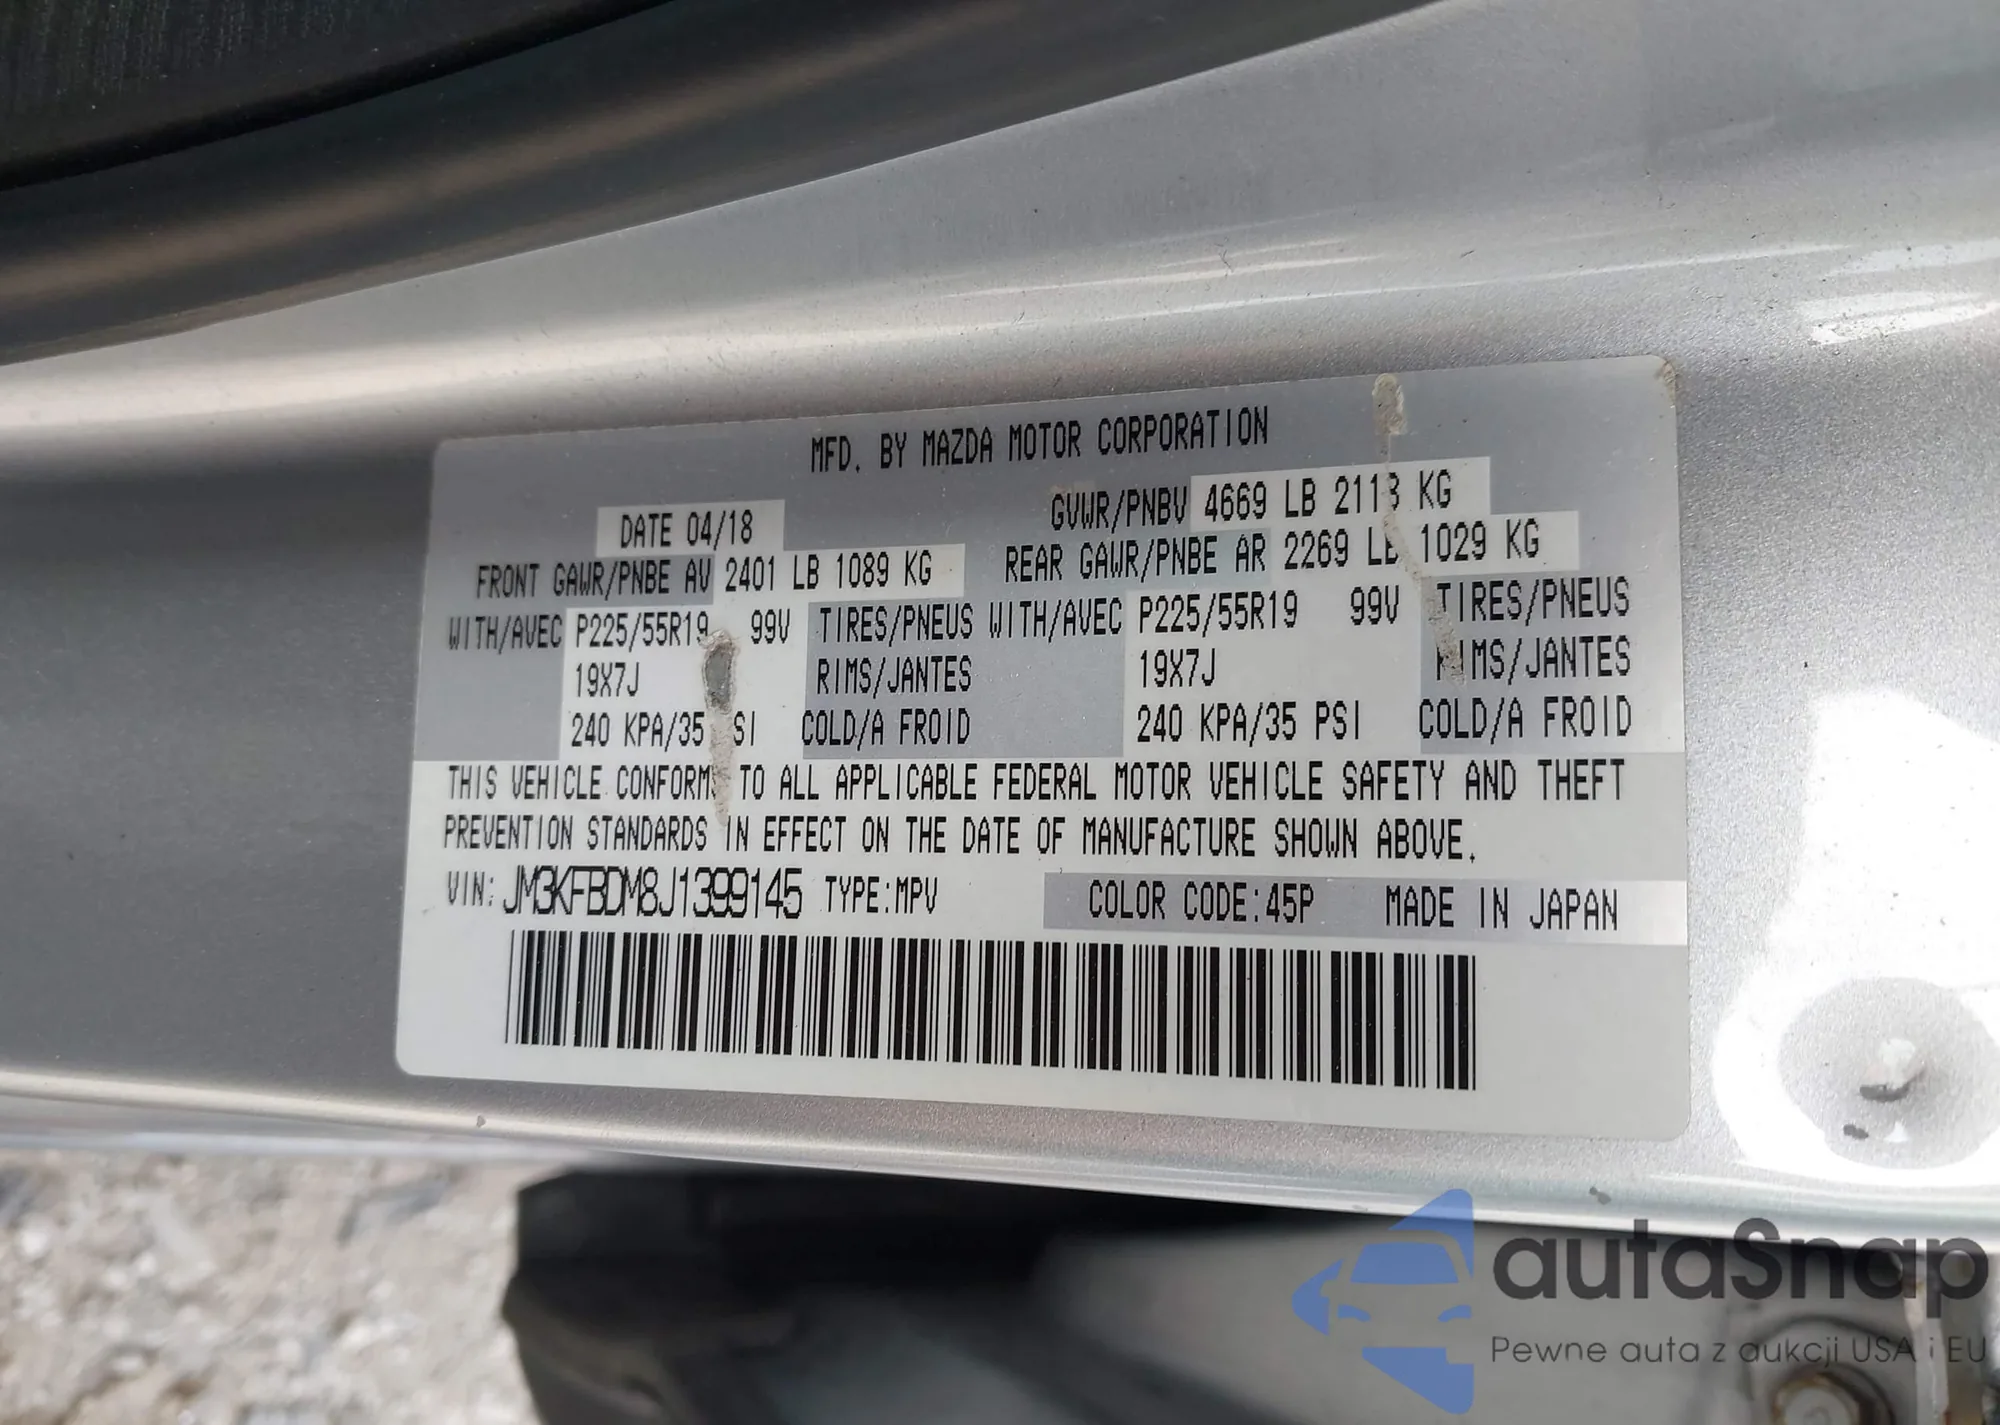 MFD. BY MAZDA MOTOR CORPORATION
DATE 04/18 GVWR/PNBV 4669 LB 2118 KG
FRONT GAWR/PNBE AV 2401 LB 1089 KG REAR GAWR/PNBE AR 2269 LB 1029 KG
WITH/AVEC P225/55R19 99V TIRES/PNEUS WITH/AVEC P225/55R19 99V TIRES/PNEUS
19X7J RIMS/JANTES 19X7J RIMS/JANTES
240 KPA/35 PSI COLD/A FROID 240 KPA/35 PSI COLD/A FROID
THIS VEHICLE CONFORMS TO ALL APPLICABLE FEDERAL MOTOR VEHICLE SAFETY AND THEFT
PREVENTION STANDARDS IN EFFECT ON THE DATE OF MANUFACTURE SHOWN ABOVE.
VIN: JM3KFBDM8J1399145 TYPE:MPV COLOR CODE:45P MADE IN JAPAN
autaSnap
Pewne auta z aukcji USA i EU